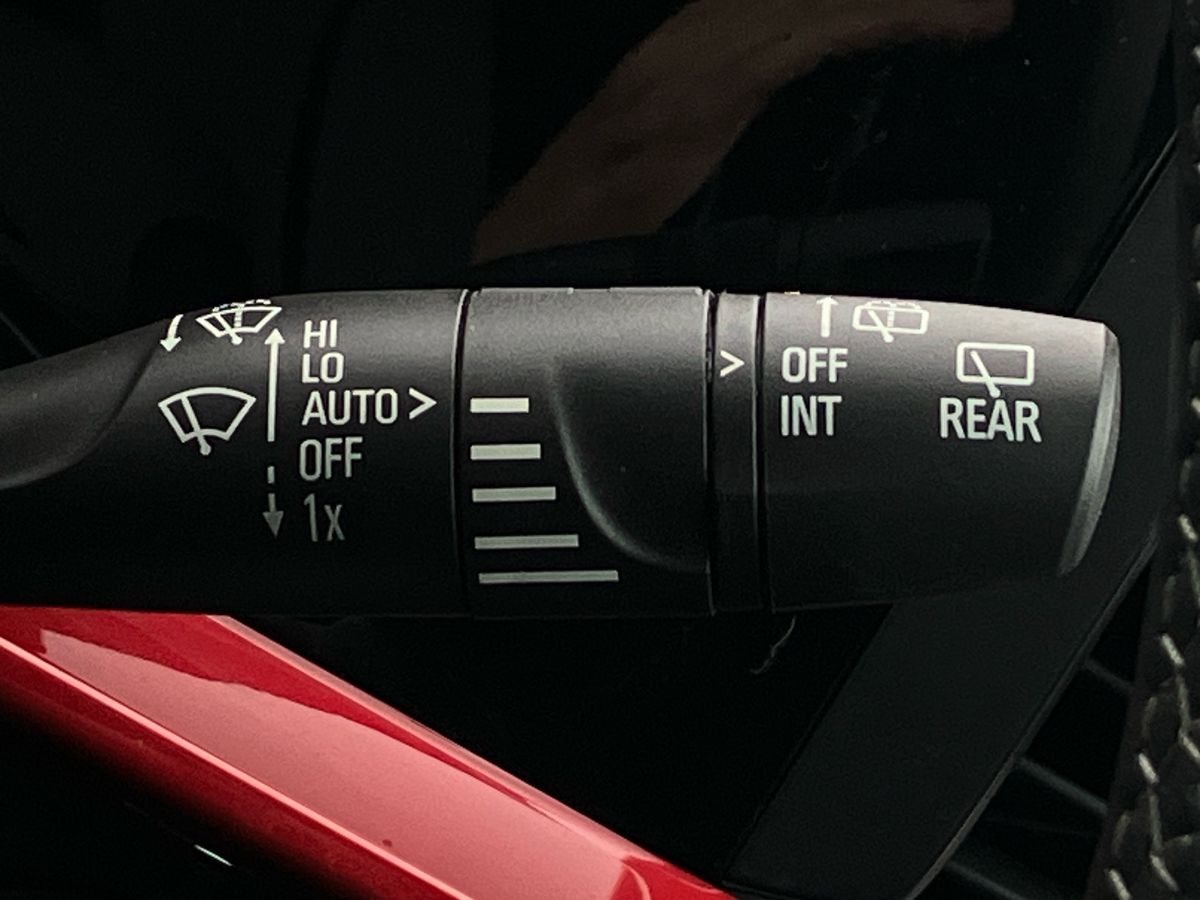 HI
LO
AUTO >
OFF
1x
>
OFF
INT
REAR